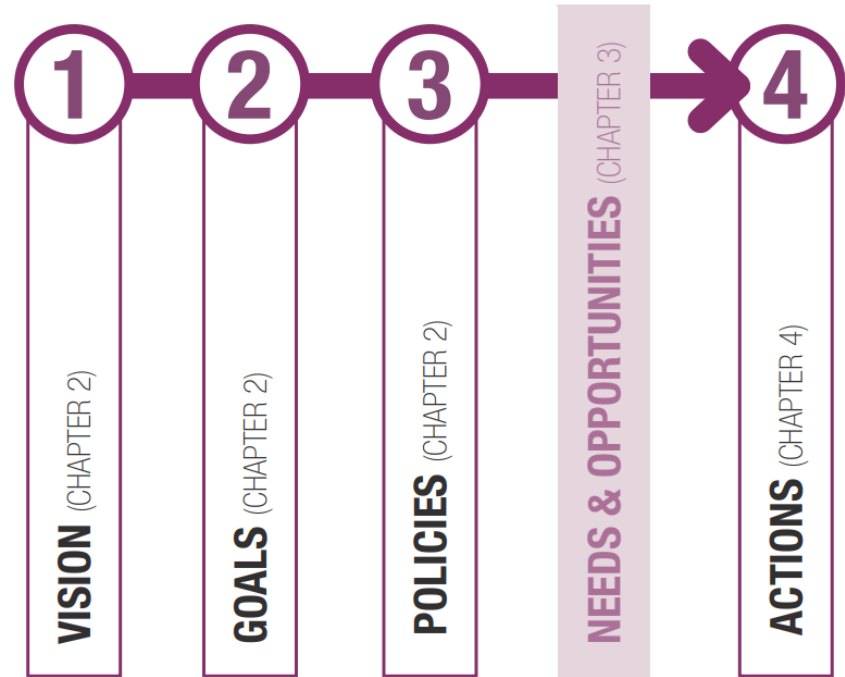 1
2
3
4
VISION (CHAPTER 2)
GOALS (CHAPTER 2)
POLICIES (CHAPTER 2)
NEEDS & OPPORTUNITIES (CHAPTER 3)
ACTIONS (CHAPTER 4)